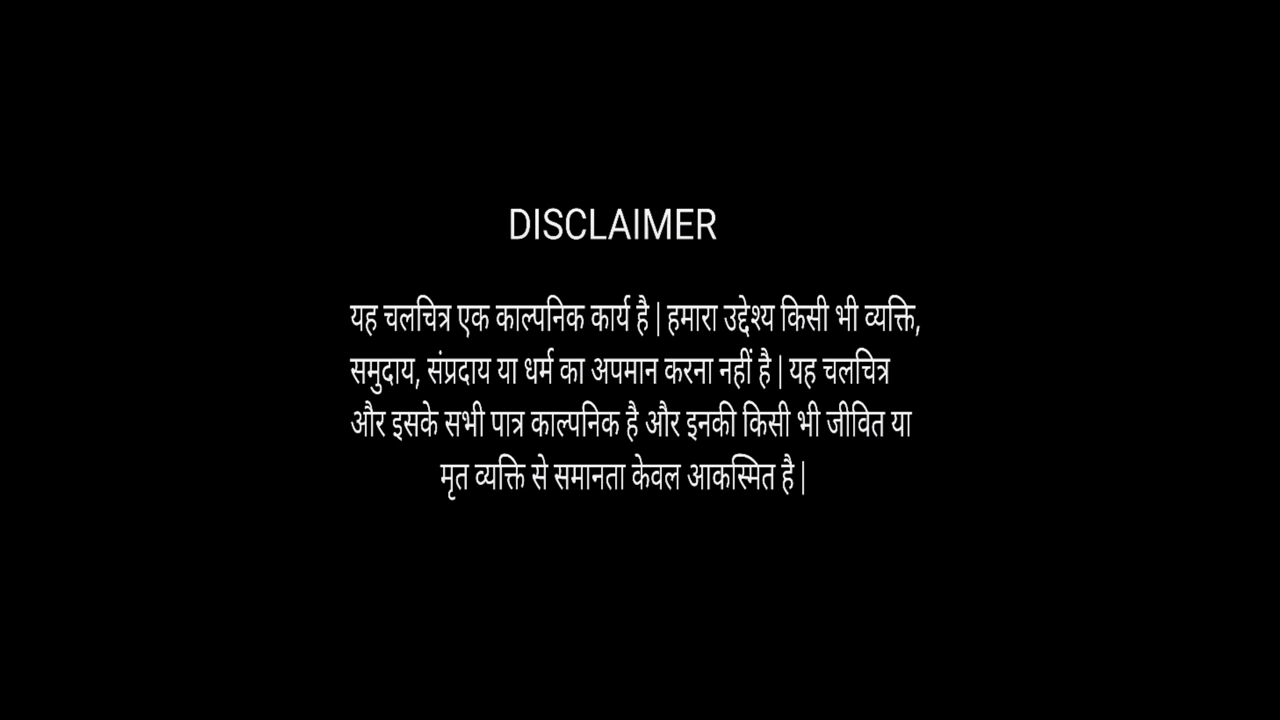 DISCLAIMER
यह चलचित्र एक काल्पनिक कार्य है | हमारा उद्देश्य किसी भी व्यक्ति,
समुदाय, संप्रदाय या धर्म का अपमान करना नहीं है | यह चलचित्र
और इसके सभी पात्र काल्पनिक है और इनकी किसी भी जीवित या
मृत व्यक्ति से समानता केवल आकस्मित है |